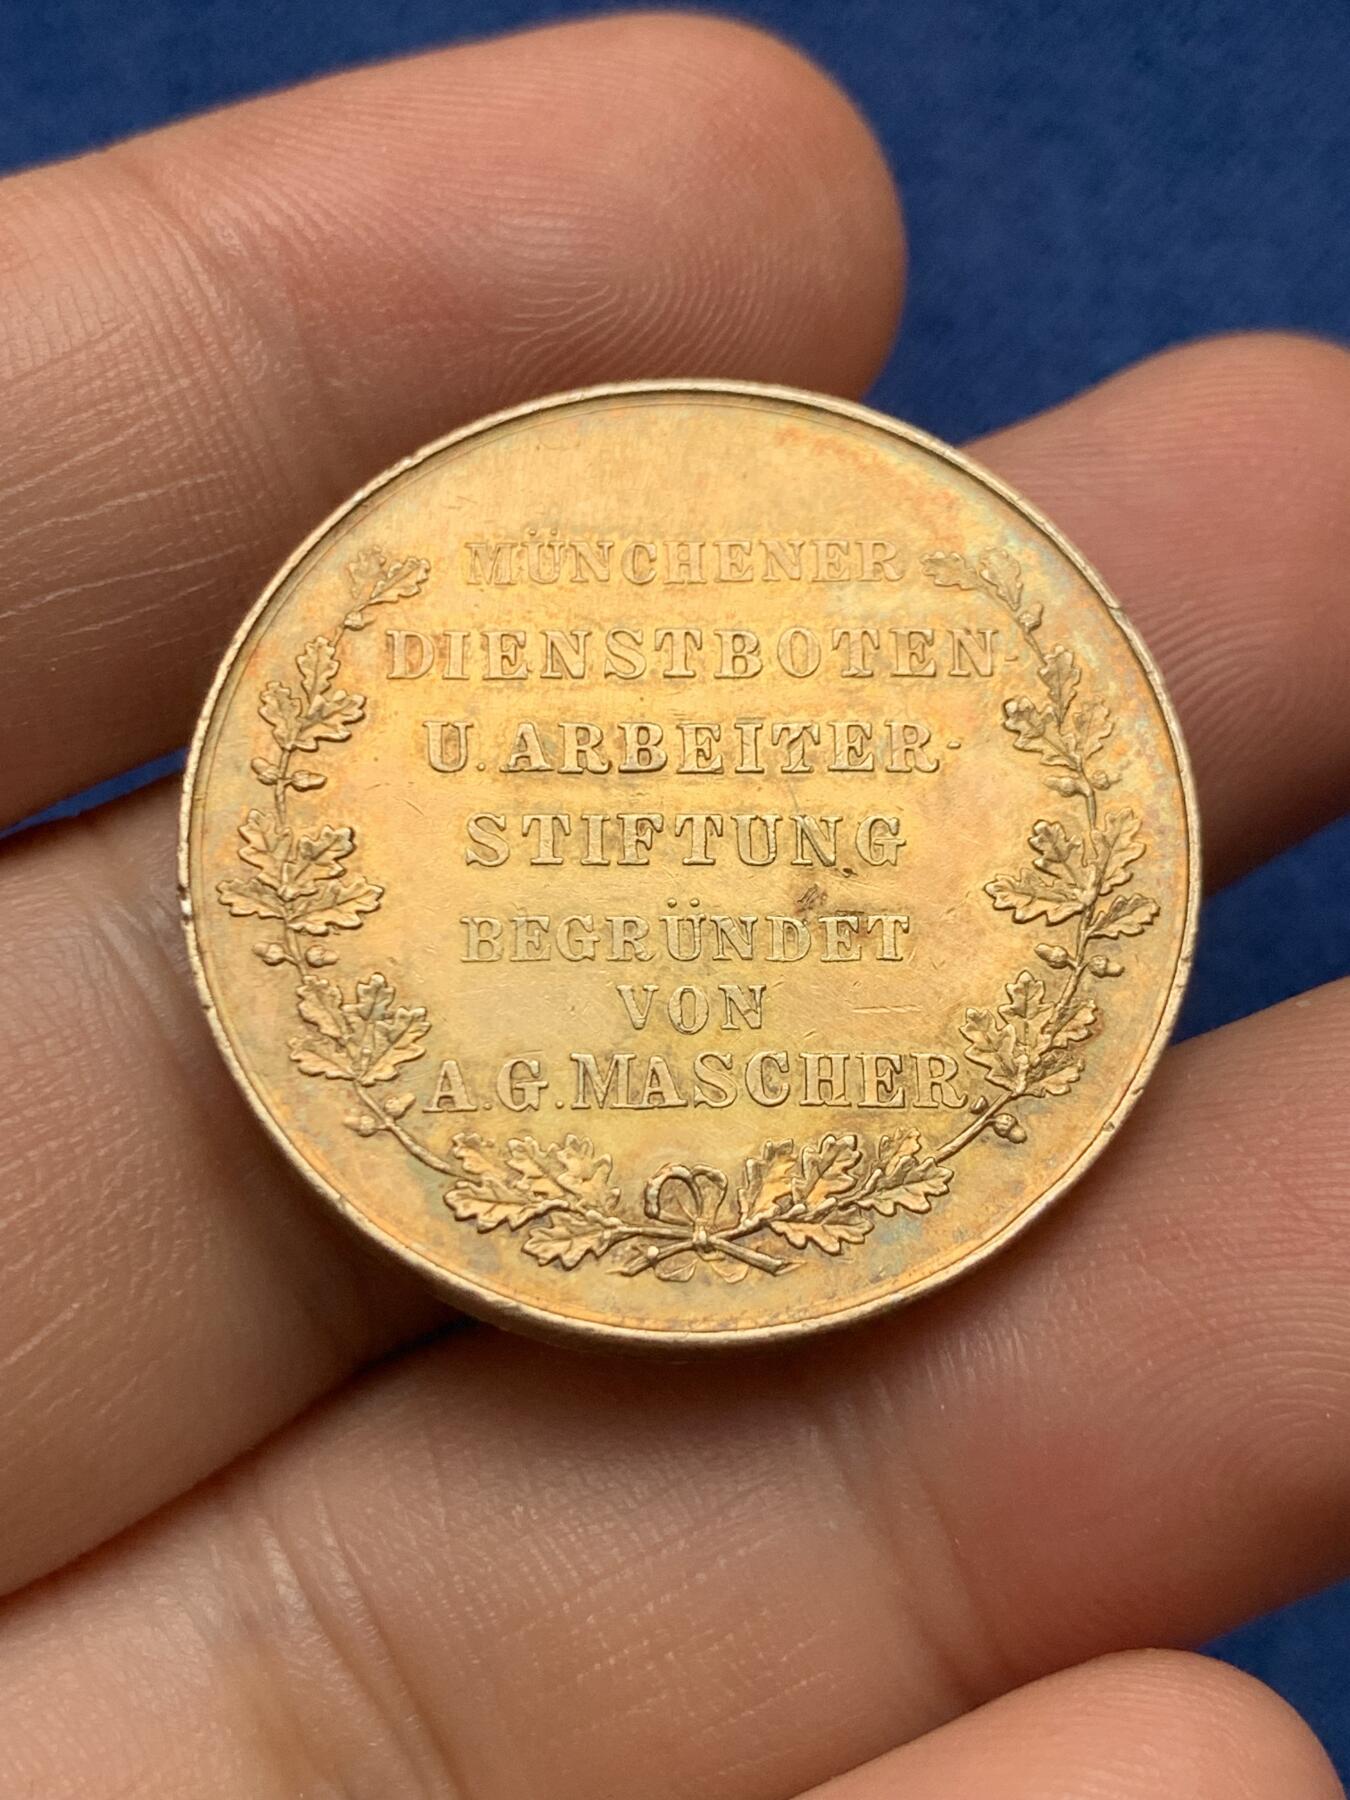 MÜNCHENER
DIENSTBOTEN-
U. ARBEITER-
STIFTUNG
BEGRÜNDET
VON
A.G.MASCHER.